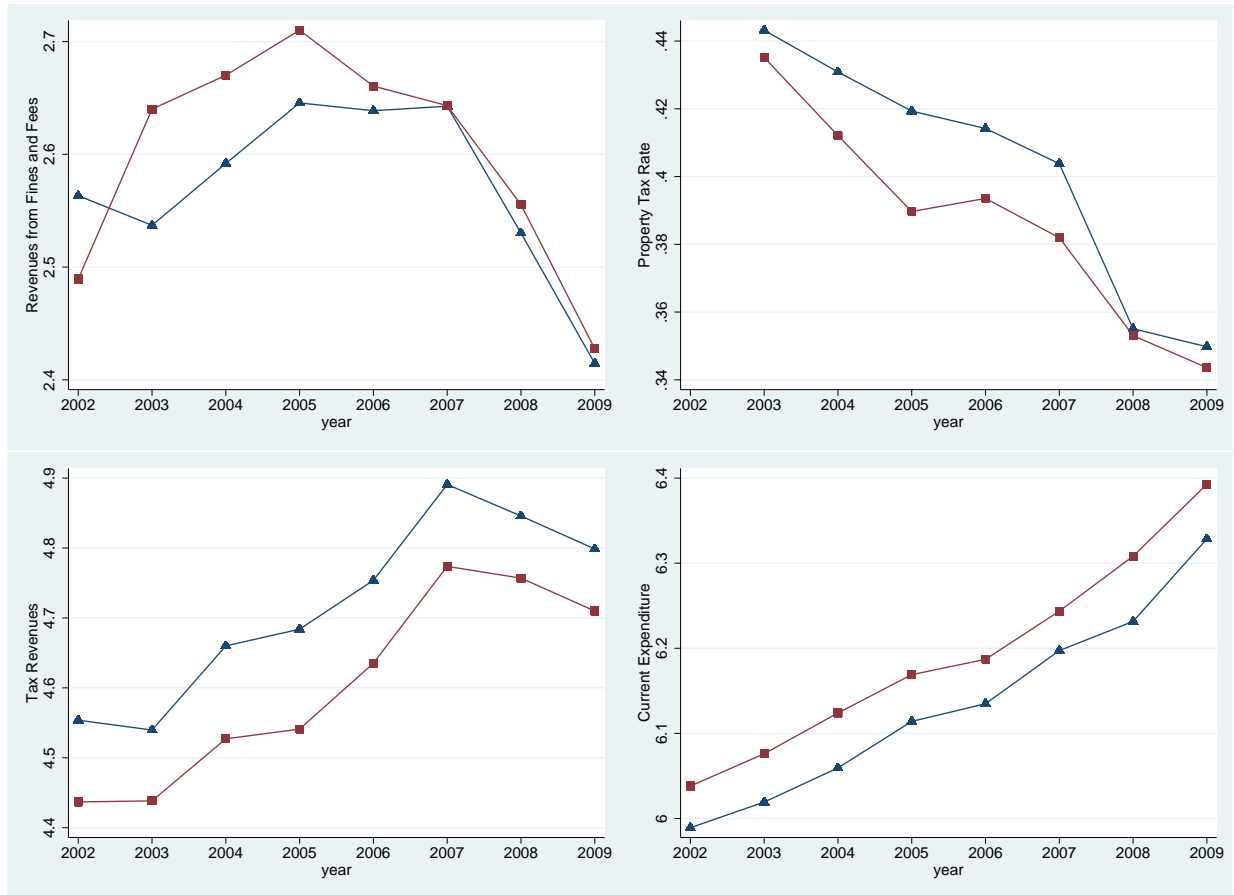 Revenues from Fines and Fees
2.7
2.6
2.5
2.4
2002 2003 2004 2005 2006 2007 2008 2009
year
Property Tax Rate
.44
.42
.4
.38
.36
.34
2002 2003 2004 2005 2006 2007 2008 2009
year
Tax Revenues
4.9
4.8
4.7
4.6
4.5
4.4
2002 2003 2004 2005 2006 2007 2008 2009
year
Current Expenditure
6.4
6.3
6.2
6.1
6
2002 2003 2004 2005 2006 2007 2008 2009
year